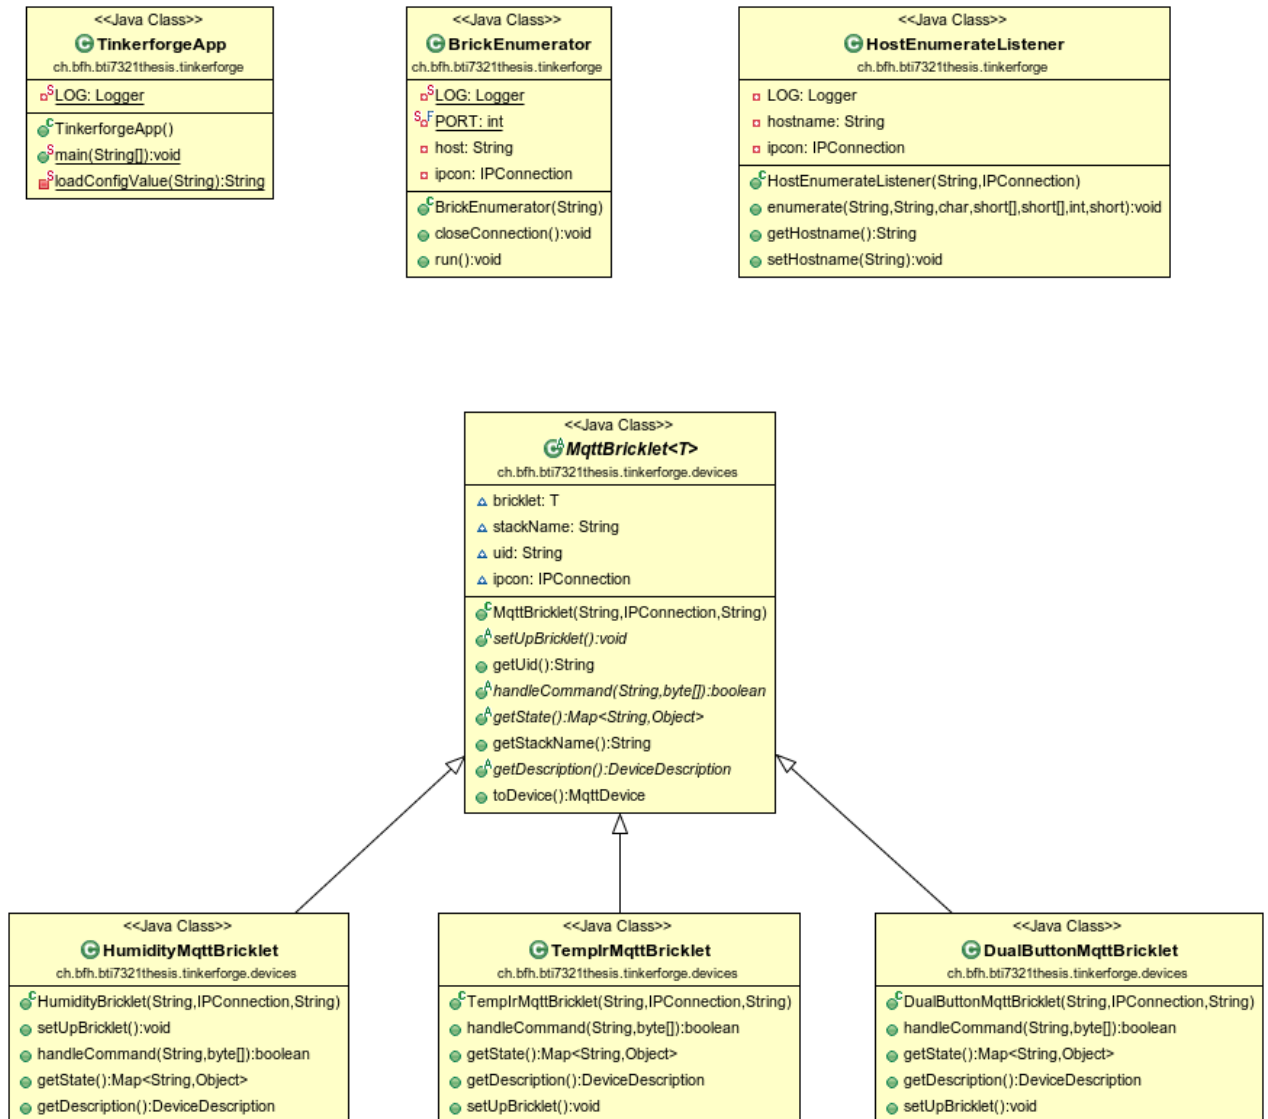 <<Java Class>>
TinkerforgeApp
ch.bfh.bti7321thesis.tinkerforge
LOG: Logger
TinkerforgeApp()
main(String[]):void
loadConfigValue(String):String
<<Java Class>>
BrickEnumerator
ch.bfh.bti7321thesis.tinkerforge
LOG: Logger
PORT: int
host: String
ipcon: IPConnection
BrickEnumerator(String)
closeConnection():void
run():void
<<Java Class>>
HostEnumerateListener
ch.bfh.bti7321thesis.tinkerforge
LOG: Logger
hostname: String
ipcon: IPConnection
HostEnumerateListener(String,IPConnection)
enumerate(String,String,char,short[],short[],int,short):void
getHostname():String
setHostname(String):void
<<Java Class>>
MqttBricklet<T>
ch.bfh.bti7321thesis.tinkerforge.devices
bricklet: T
stackName: String
uid: String
ipcon: IPConnection
MqttBricklet(String,IPConnection,String)
setUpBricklet():void
getUid():String
handleCommand(String,byte[]):boolean
getState():Map<String,Object>
getStackName():String
getDescription():DeviceDescription
toDevice():MqttDevice
<<Java Class>>
HumidityMqttBricklet
ch.bfh.bti7321thesis.tinkerforge.devices
HumidityBricklet(String,IPConnection,String)
setUpBricklet():void
handleCommand(String,byte[]):boolean
getState():Map<String,Object>
getDescription():DeviceDescription
<<Java Class>>
TempIrMqttBricklet
ch.bfh.bti7321thesis.tinkerforge.devices
TempIrMqttBricklet(String,IPConnection,String)
handleCommand(String,byte[]):boolean
getState():Map<String,Object>
getDescription():DeviceDescription
setUpBricklet():void
<<Java Class>>
DualButtonMqttBricklet
ch.bfh.bti7321thesis.tinkerforge.devices
DualButtonMqttBricklet(String,IPConnection,String)
handleCommand(String,byte[]):boolean
getState():Map<String,Object>
getDescription():DeviceDescription
setUpBricklet():void